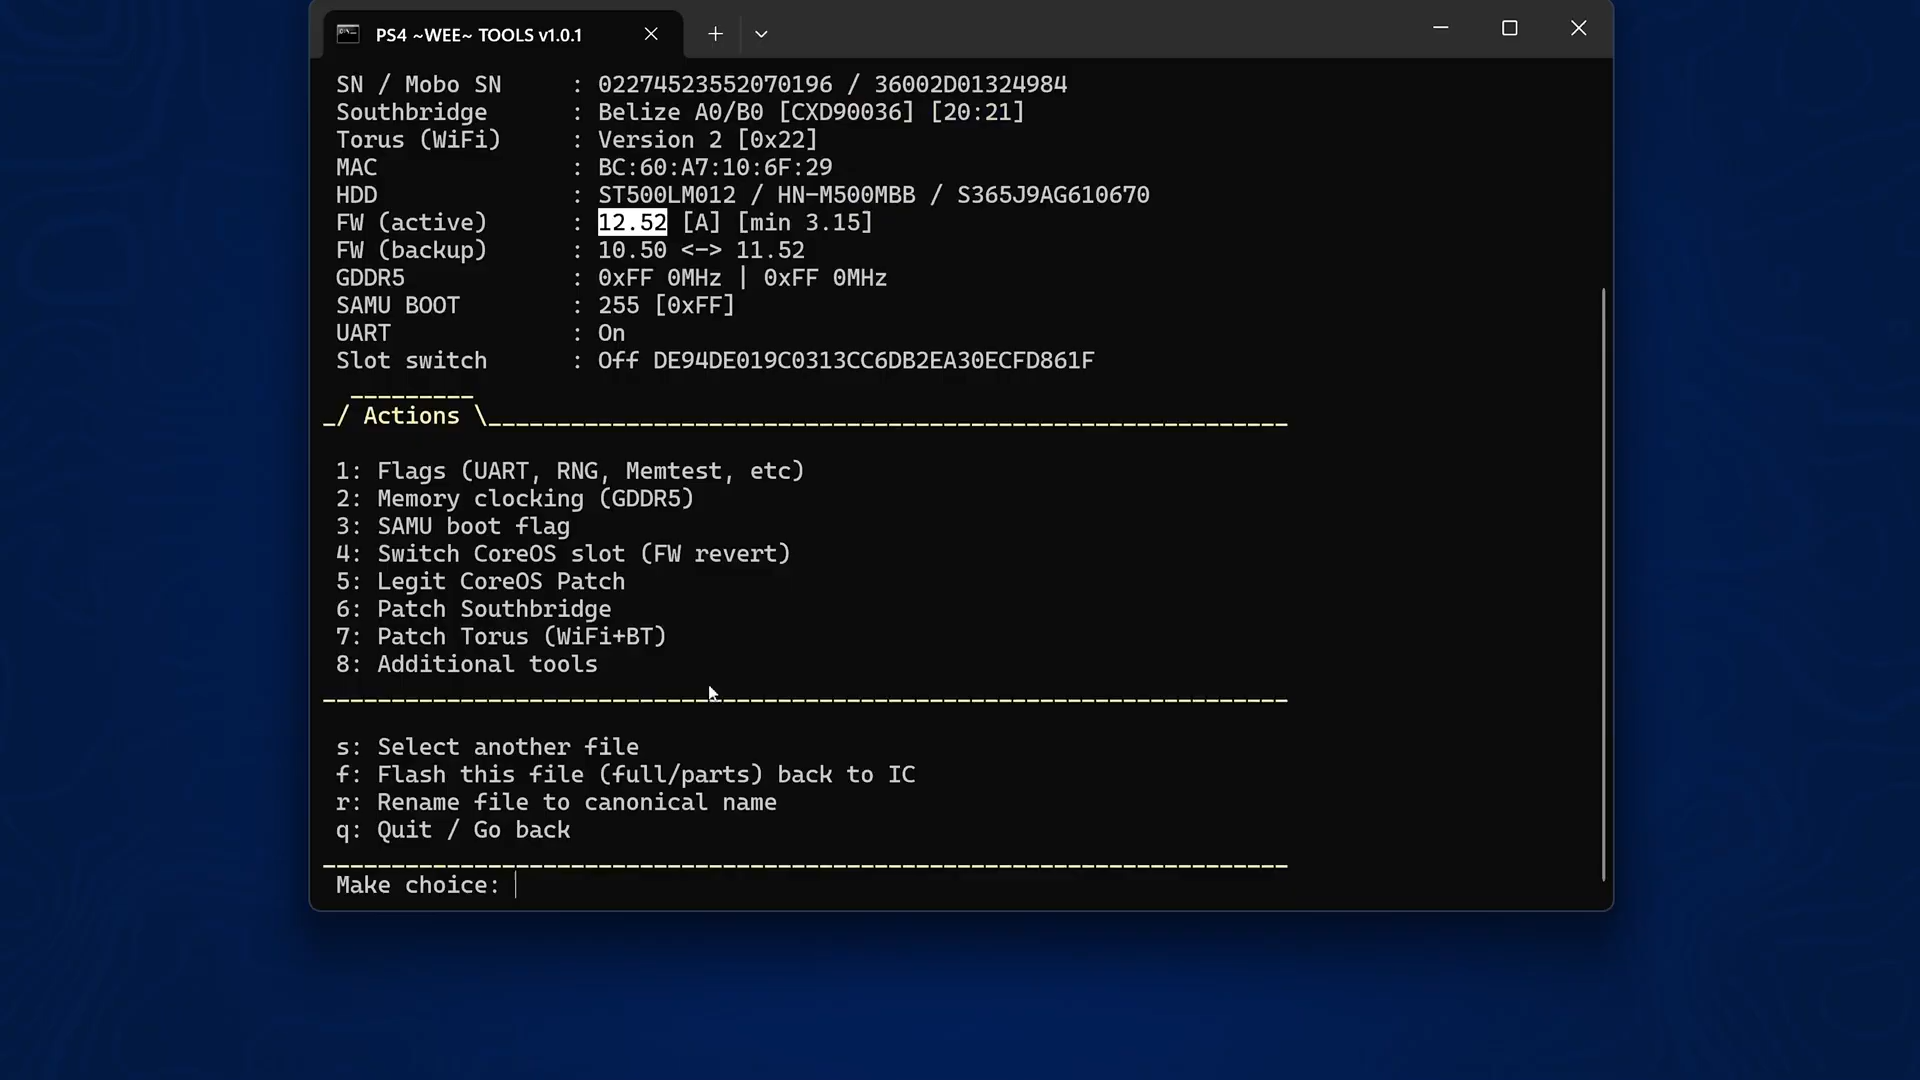 PS4 ~WEE~ TOOLS v1.0.1
SN / Mobo SN : 02274523552070196 / 36002D01324984
Southbridge : Belize A0/B0 [CXD90036] [20:21]
Torus (WiFi) : Version 2 [0x22]
MAC : BC:60:A7:10:6F:29
HDD : ST500LM012 / HN-M500MBB / S365J9AG610670
FW (active) : 12.52 [A] [min 3.15]
FW (backup) : 10.50 <-> 11.52
GDDR5 : 0xFF 0MHz | 0xFF 0MHz
SAMU BOOT : 255 [0xFF]
UART : On
Slot switch : Off DE94DE019C0313CC6DB2EA30ECFD861F
_/ Actions \__________________________________________________________
1: Flags (UART, RNG, Memtest, etc)
2: Memory clocking (GDDR5)
3: SAMU boot flag
4: Switch CoreOS slot (FW revert)
5: Legit CoreOS Patch
6: Patch Southbridge
7: Patch Torus (WiFi+BT)
8: Additional tools
s: Select another file
f: Flash this file (full/parts) back to IC
r: Rename file to canonical name
q: Quit / Go back
Make choice: